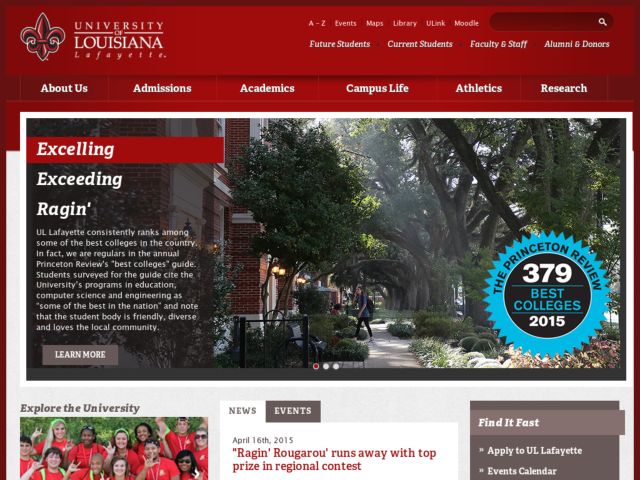 UNIVERSITY
OF
LOUISIANA
Lafayette
A – Z Events Maps Library ULink Moodle
Future Students Current Students Faculty & Staff Alumni & Donors
About Us Admissions Academics Campus Life Athletics Research
Excelling
Exceeding
Ragin'
UL Lafayette consistently ranks among
some of the best colleges in the country.
In fact, we are regulars in the annual
Princeton Review's "best colleges" guide.
Students surveyed for the guide cite the
University's programs in education,
computer science and engineering as
"some of the best in the nation" and note
that the student body is friendly, diverse
and loves the local community.
LEARN MORE
THE PRINCETON REVIEW
379
BEST
COLLEGES
2015
Explore the University
NEWS EVENTS
April 16th, 2015
"Ragin' Rougarou' runs away with top
prize in regional contest
Find It Fast
» Apply to UL Lafayette
» Events Calendar